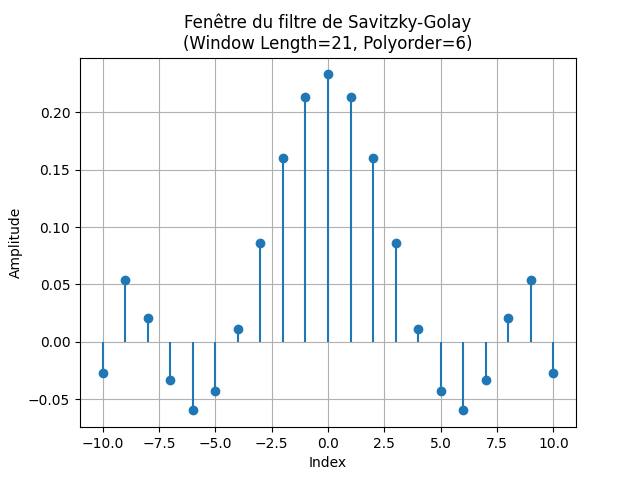 Fenêtre du filtre de Savitzky-Golay
(Window Length=21, Polyorder=6)
0.20
0.15
0.10
0.05
0.00
−0.05
Amplitude
−10.0 −7.5 −5.0 −2.5 0.0 2.5 5.0 7.5 10.0
Index